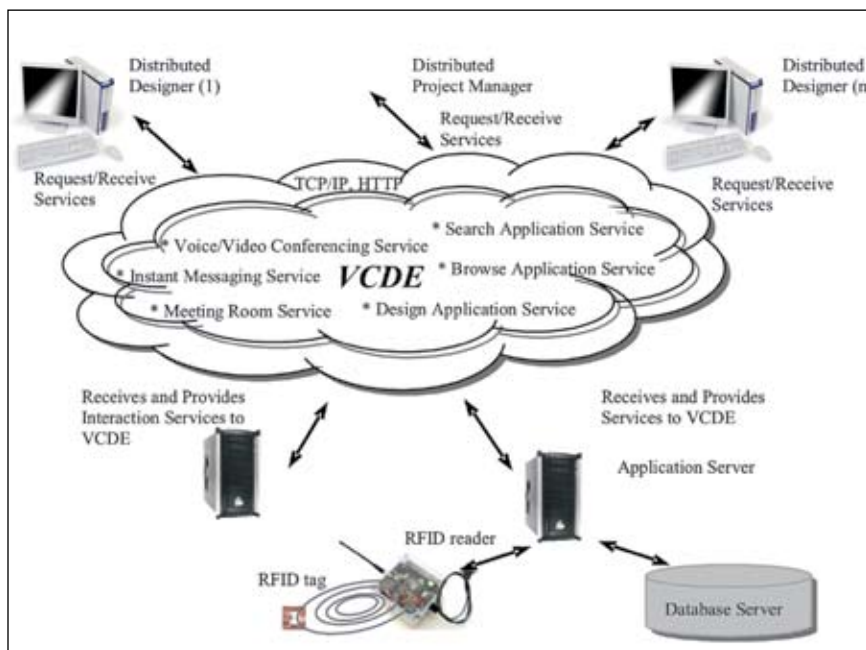 Distributed
Designer (1)
Distributed
Project Manager
Distributed
Designer (n
Request/Receive
Services
Request/Receive
Services
Request/Receive
Services
TCP/IP, HTTP
* Voice/Video Conferencing Service
* Search Application Service
* Instant Messaging Service
VCDE
* Browse Application Service
* Meeting Room Service
* Design Application Service
Receives and Provides
Interaction Services to
VCDE
Receives and Provides
Services to VCDE
Application Server
RFID reader
RFID tag
Database Server